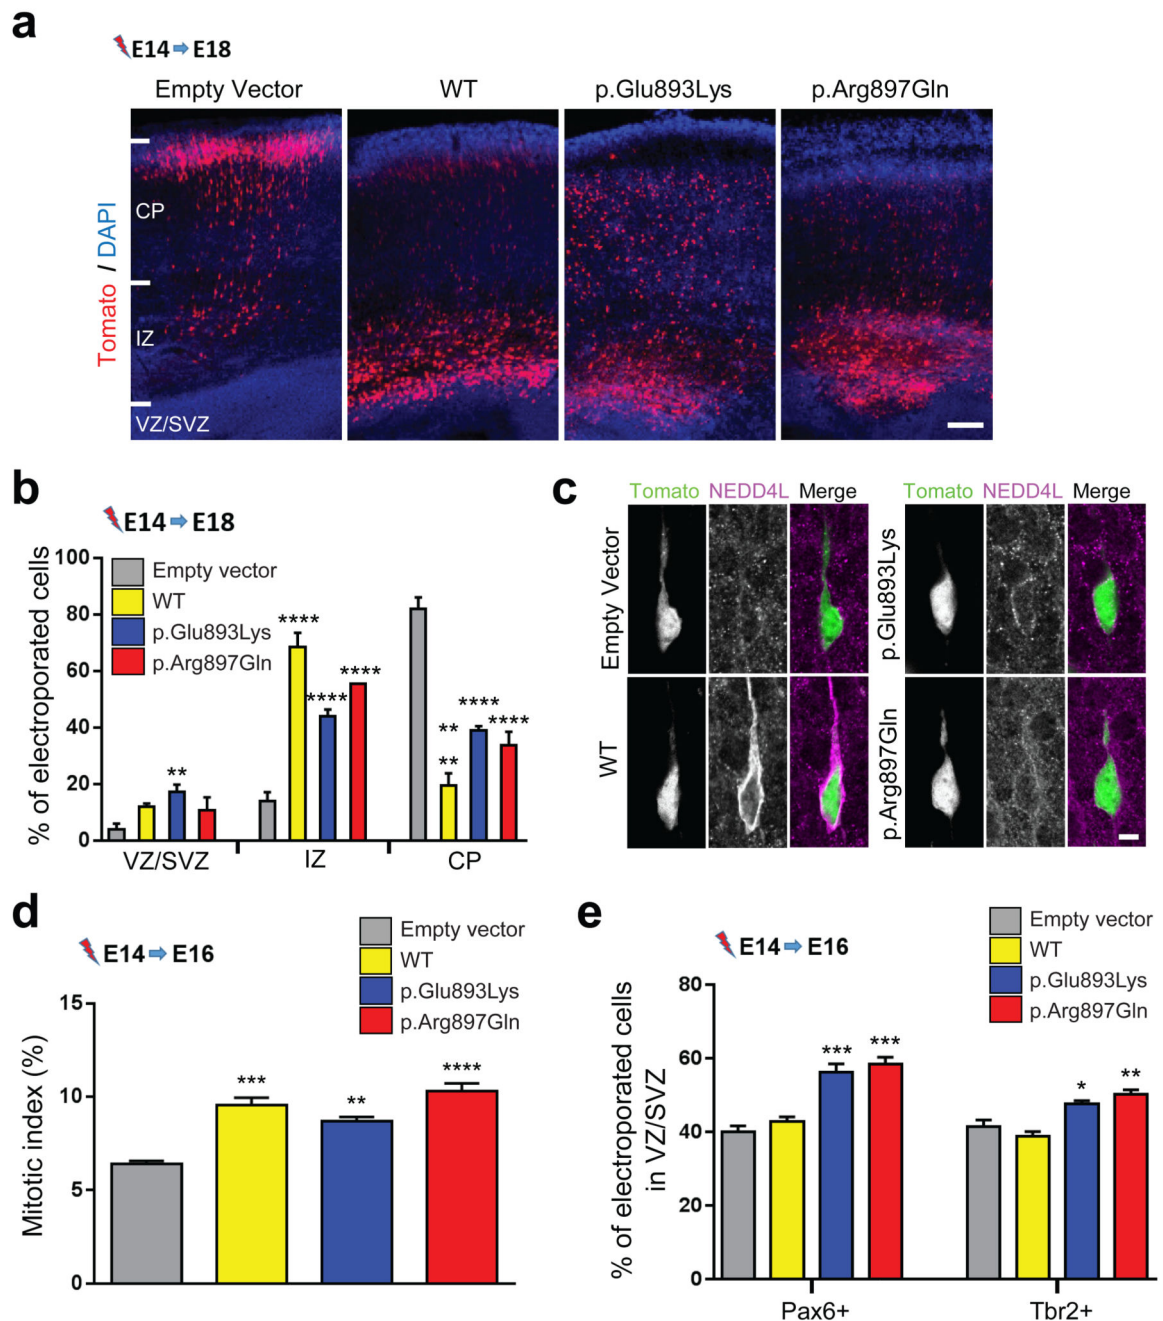 a
E14 E18
Empty Vector WT p.Glu893Lys p.Arg897Gln
Tomato / DAPI
CP
IZ
VZ/SVZ
b
E14 E18
% of electroporated cells
100
80
60
40
20
0
Empty vector
WT
p.Glu893Lys
p.Arg897Gln
**
****
****
****
**
**
****
****
VZ/SVZ IZ CP
c
Tomato NEDD4L Merge Tomato NEDD4L Merge
Empty Vector
WT
p.Glu893Lys
p.Arg897Gln
d
E14 E16
Empty vector
WT
p.Glu893Lys
p.Arg897Gln
Mitotic index (%)
15
10
5
0
***
**
****
e
E14 E16
Empty vector
WT
p.Glu893Lys
p.Arg897Gln
% of electroporated cells
in VZ/SVZ
80
60
40
20
0
***
***
*
**
Pax6+ Tbr2+